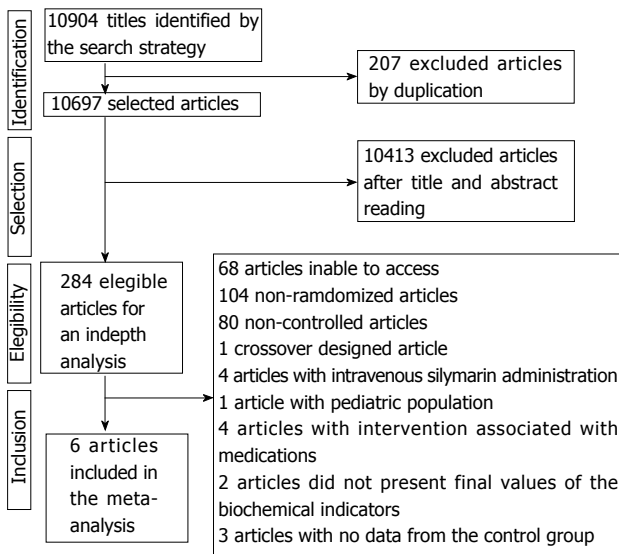 Identification
10904 titles identified by
the search strategy
207 excluded articles
by duplication
10697 selected articles
Selection
10413 excluded articles
after title and abstract
reading
Elegibility
284 elegible
articles for
an indepth
analysis
68 articles inable to access
104 non-ramdomized articles
80 non-controlled articles
1 crossover designed article
4 articles with intravenous silymarin administration
1 article with pediatric population
4 articles with intervention associated with
medications
2 articles did not present final values of the
biochemical indicators
3 articles with no data from the control group
Inclusion
6 articles
included in
the meta-
analysis